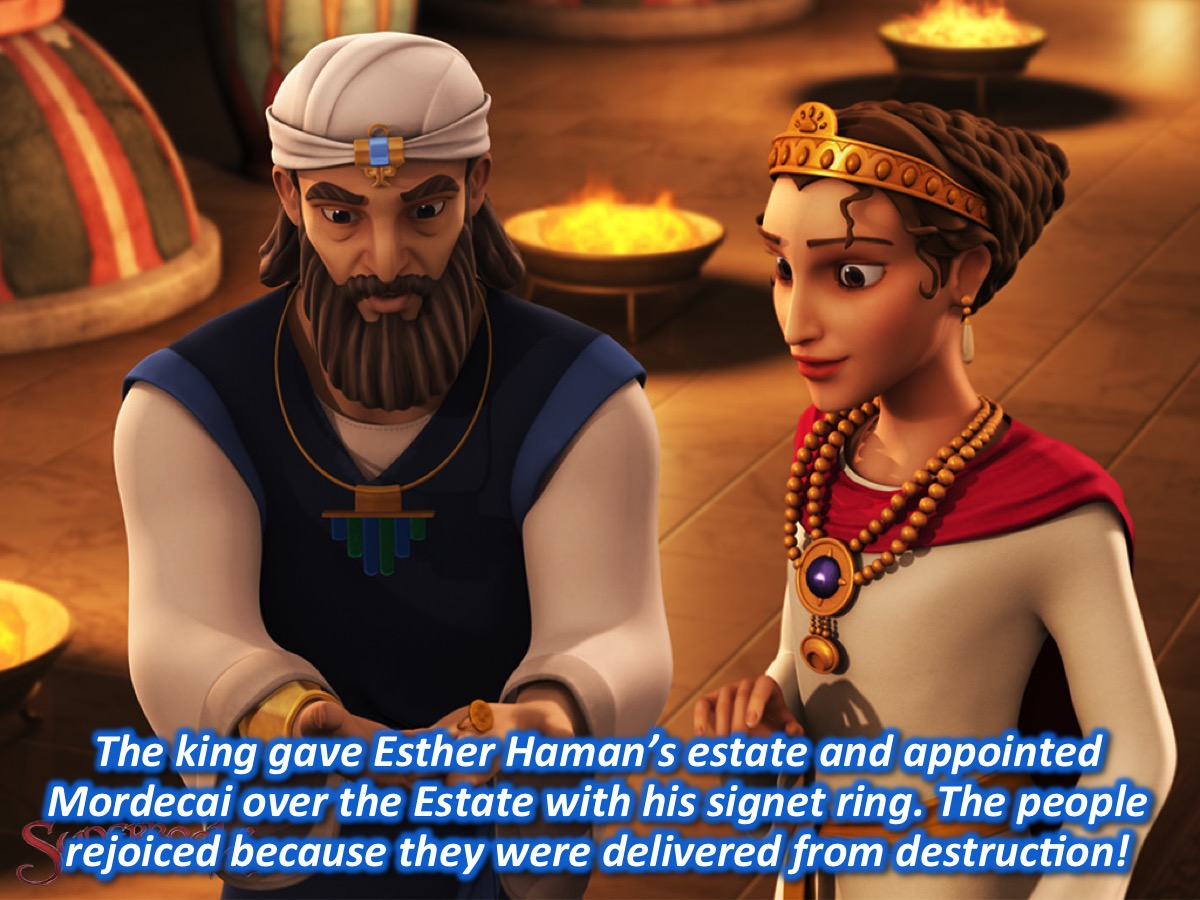 The king gave Esther Haman’s estate and appointed
Mordecai over the Estate with his signet ring. The people
rejoiced because they were delivered from destruction!